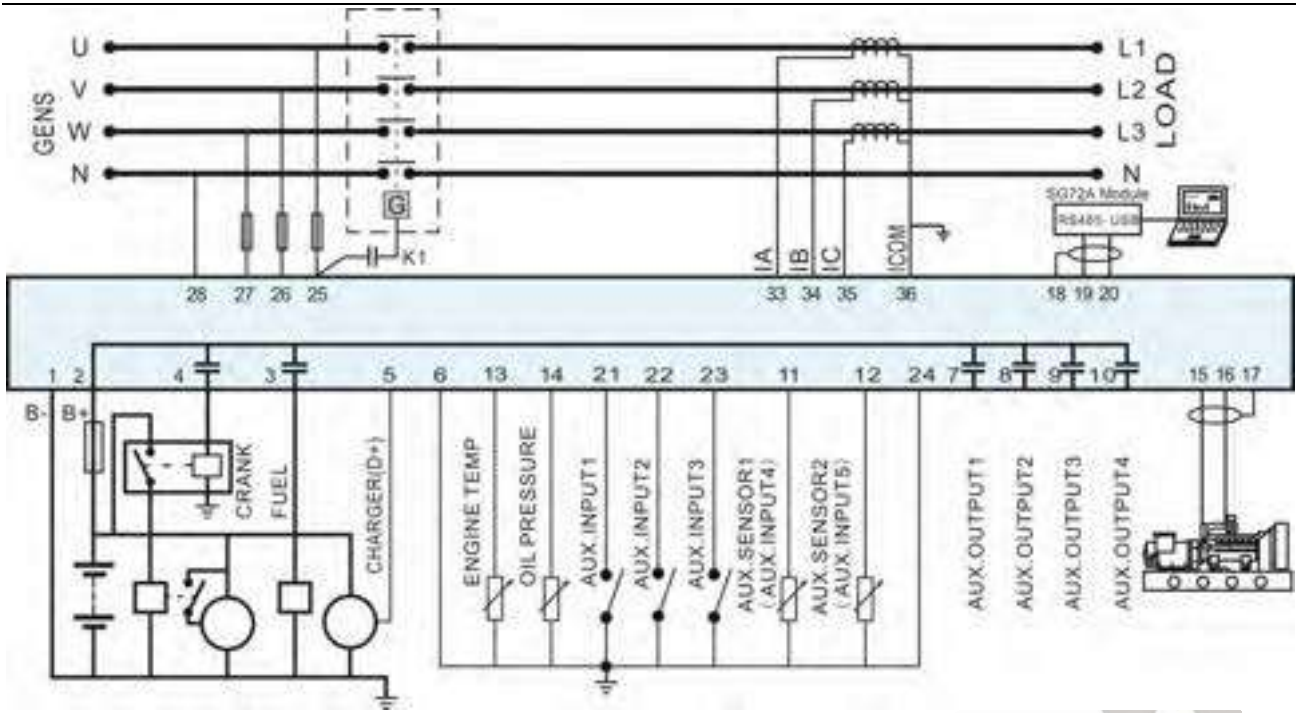 GENS
U
V
W
N
L1
L2
L3
N
LOAD
G
K1
SG72A Module
RS485- USB
IA
IB
IC
ICOM
28 27 26 25
33 34 35 36
18 19 20
1 2 4 3 5 6 13 14 21 22 23 11 12 24 7 8 9 10 15 16 17
B-
B+
CRANK
FUEL
CHARGER(D+)
ENGINE TEMP
OIL PRESSURE
AUX.INPUT1
AUX.INPUT2
AUX.INPUT3
AUX.SENSOR1
(AUX.INPUT4)
AUX.SENSOR2
(AUX.INPUT5)
AUX.OUTPUT1
AUX.OUTPUT2
AUX.OUTPUT3
AUX.OUTPUT4